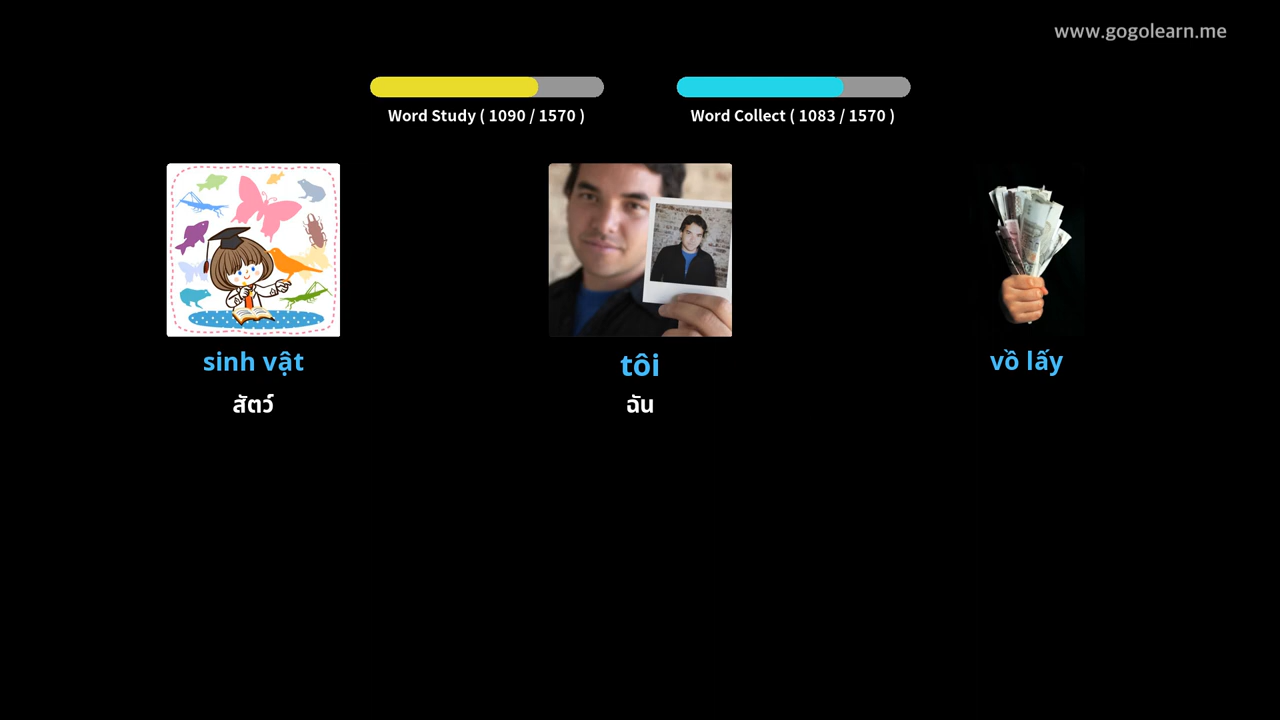 www.gogolearn.me
Word Study ( 1090 / 1570 )
Word Collect ( 1083 / 1570 )
sinh vật
tôi
vồ lấy
สัตว์
ฉัน